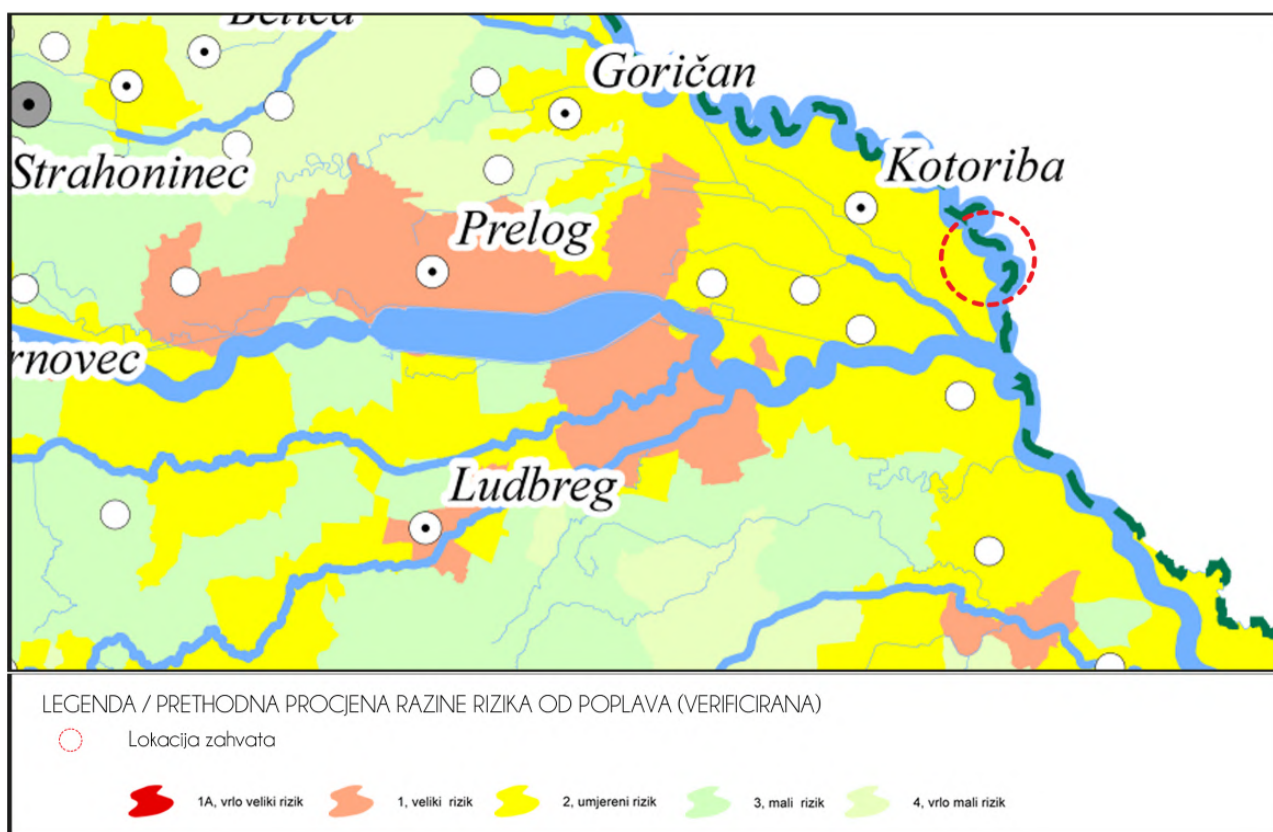 Goričan
Kotoriba
Strahoninec
Prelog
Ludbreg
LEGENDA / PRETHODNA PROCJENA RAZINE RIZIKA OD POPLAVA (VERIFICIRANA)
Lokacija zahvata
1A, vrlo veliki rizik 1, veliki rizik 2, umjereni rizik 3, mali rizik 4, vrlo mali rizik